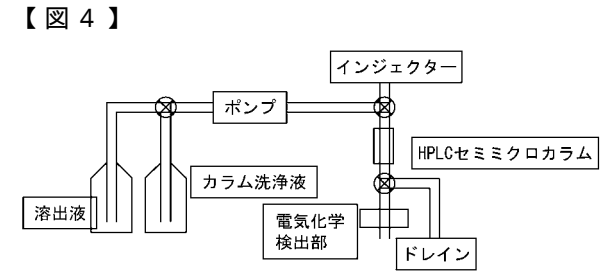 【図４】
インジェクター
ポンプ
HPLCセミミクロカラム
カラム洗浄液
溶出液
電気化学
検出部
ドレイン